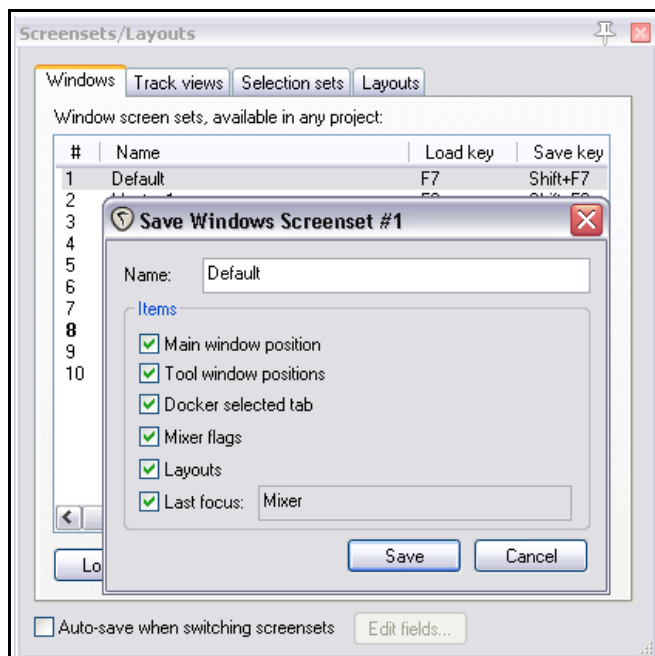 Screensets/Layouts
Windows Track views Selection sets Layouts
Window screen sets, available in any project:
# Name Load key Save key
1 Default F7 Shift+F7
2
3
4
5
6
7
8
9
10
Save Windows Screenset #1
Name: Default
Items
Main window position
Tool window positions
Docker selected tab
Mixer flags
Layouts
Last focus: Mixer
Save Cancel
Lo
Auto-save when switching screensets Edit fields...